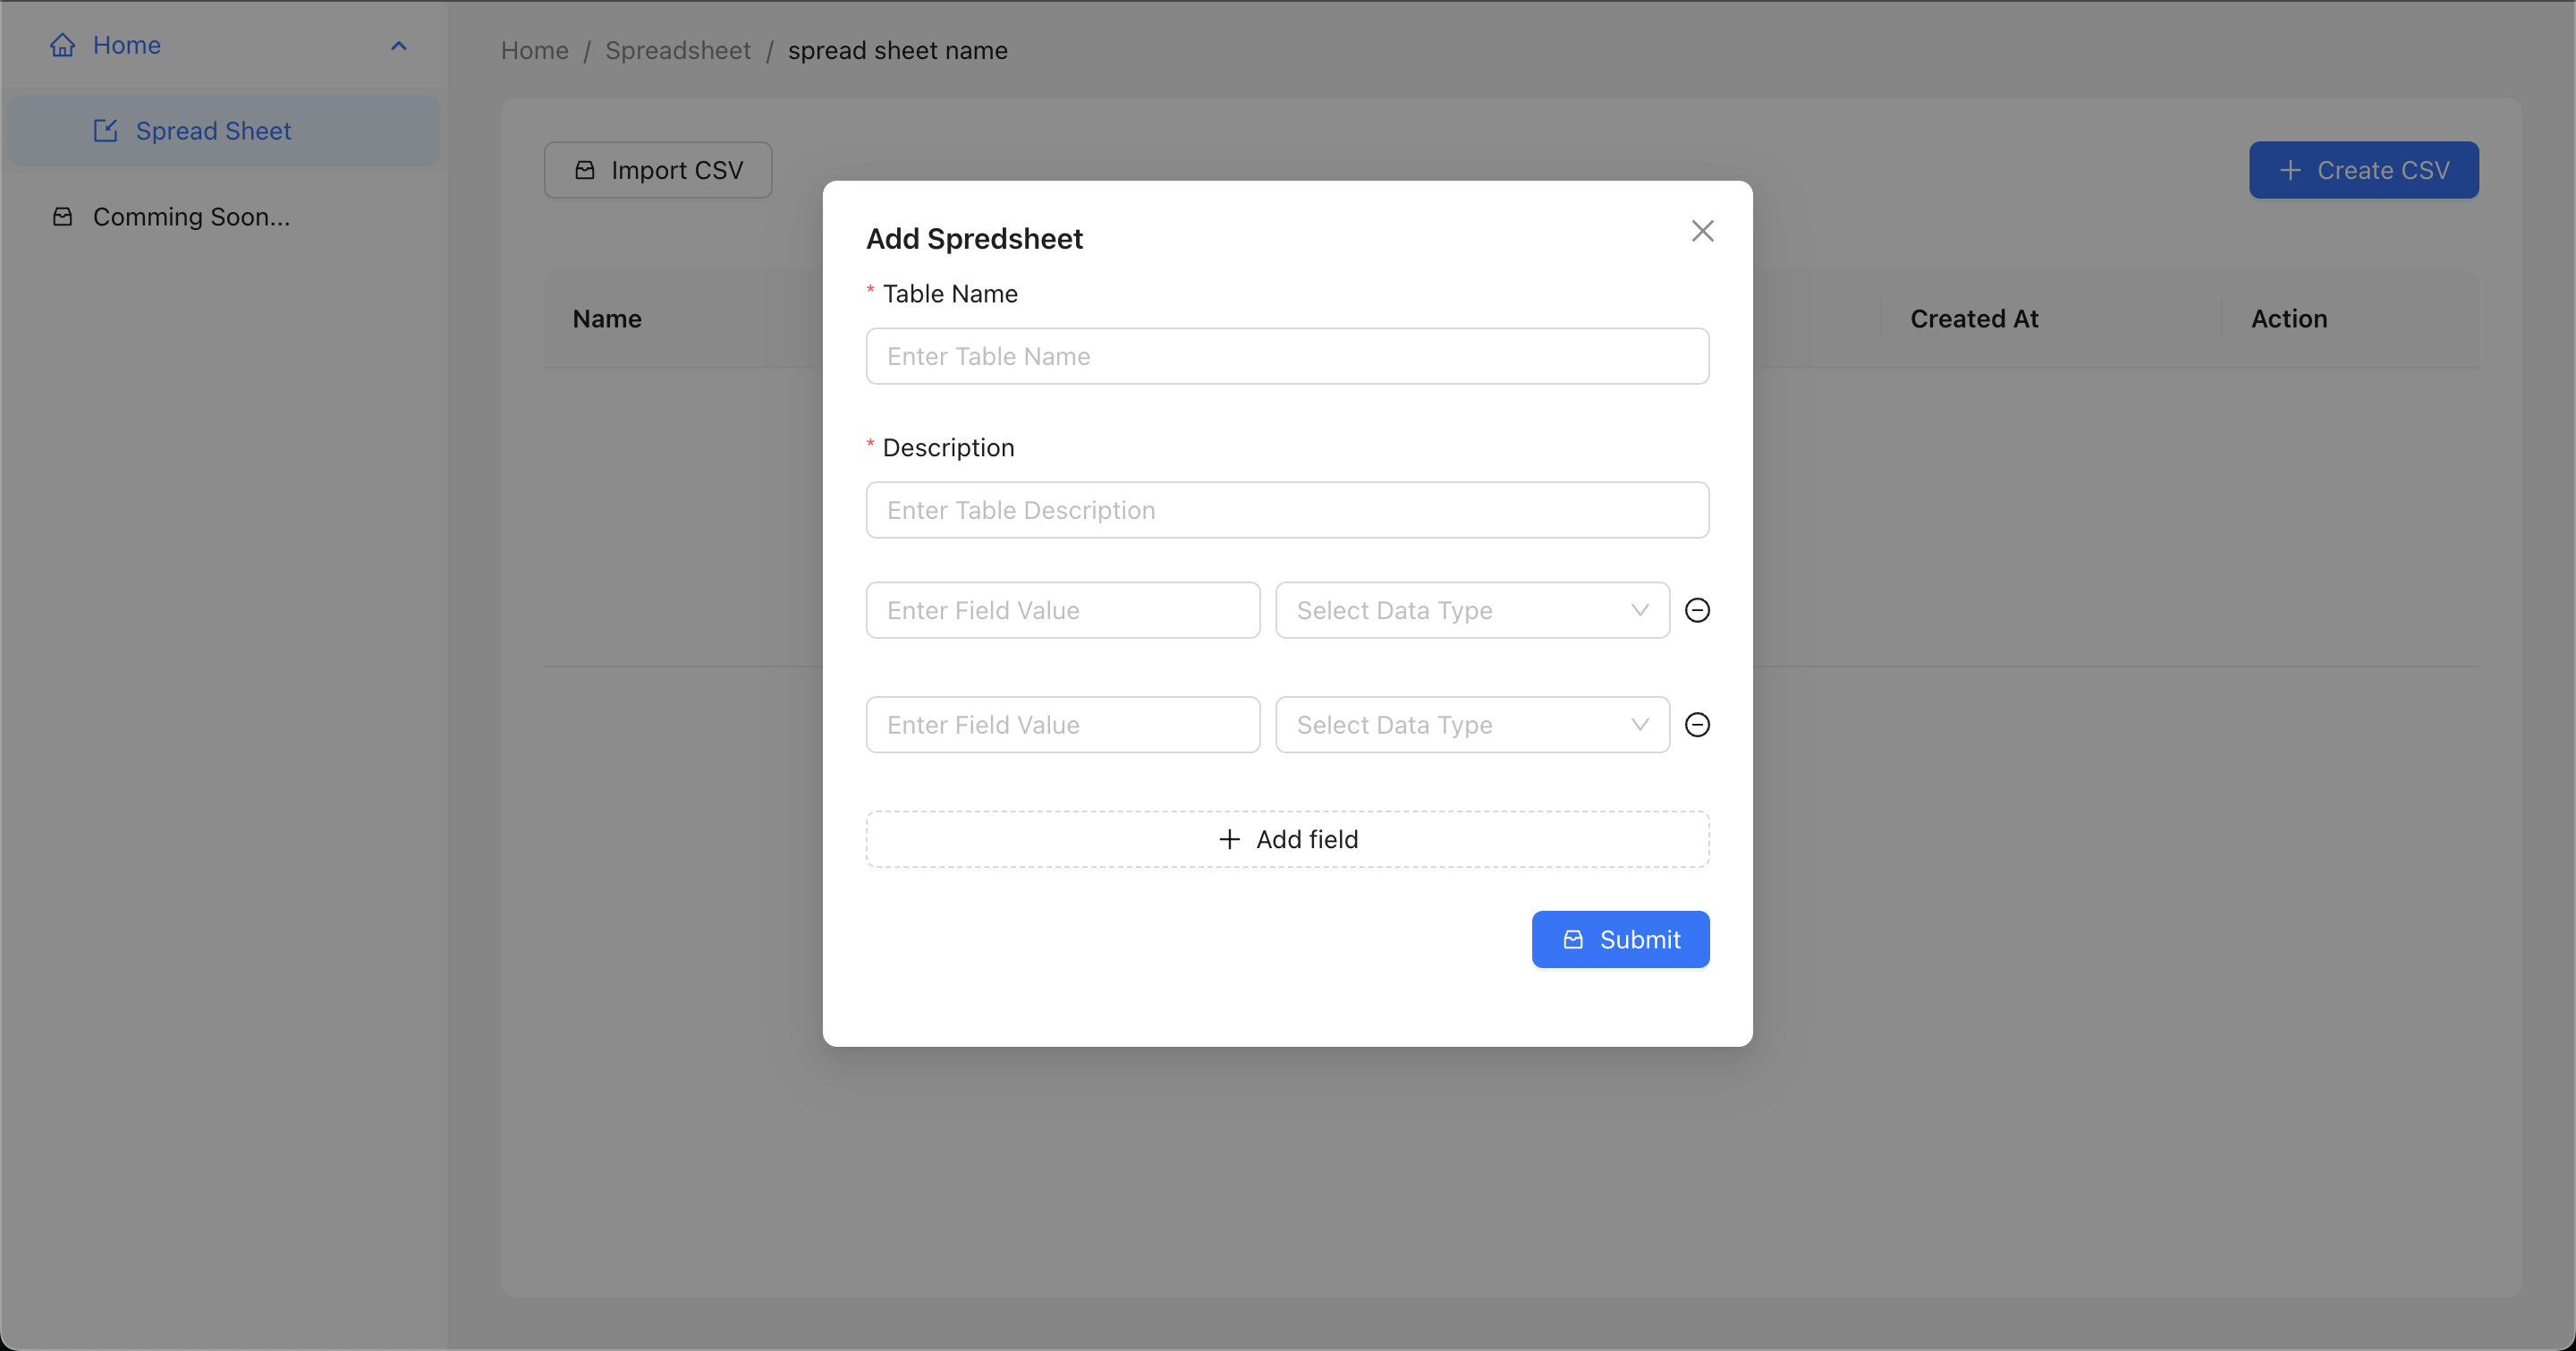 Home
Spread Sheet
Comming Soon...
Home / Spreadsheet / spread sheet name
Import CSV
Create CSV
Name
Created At
Action
Add Spredsheet
* Table Name
Enter Table Name
* Description
Enter Table Description
Enter Field Value
Select Data Type
Enter Field Value
Select Data Type
Add field
Submit